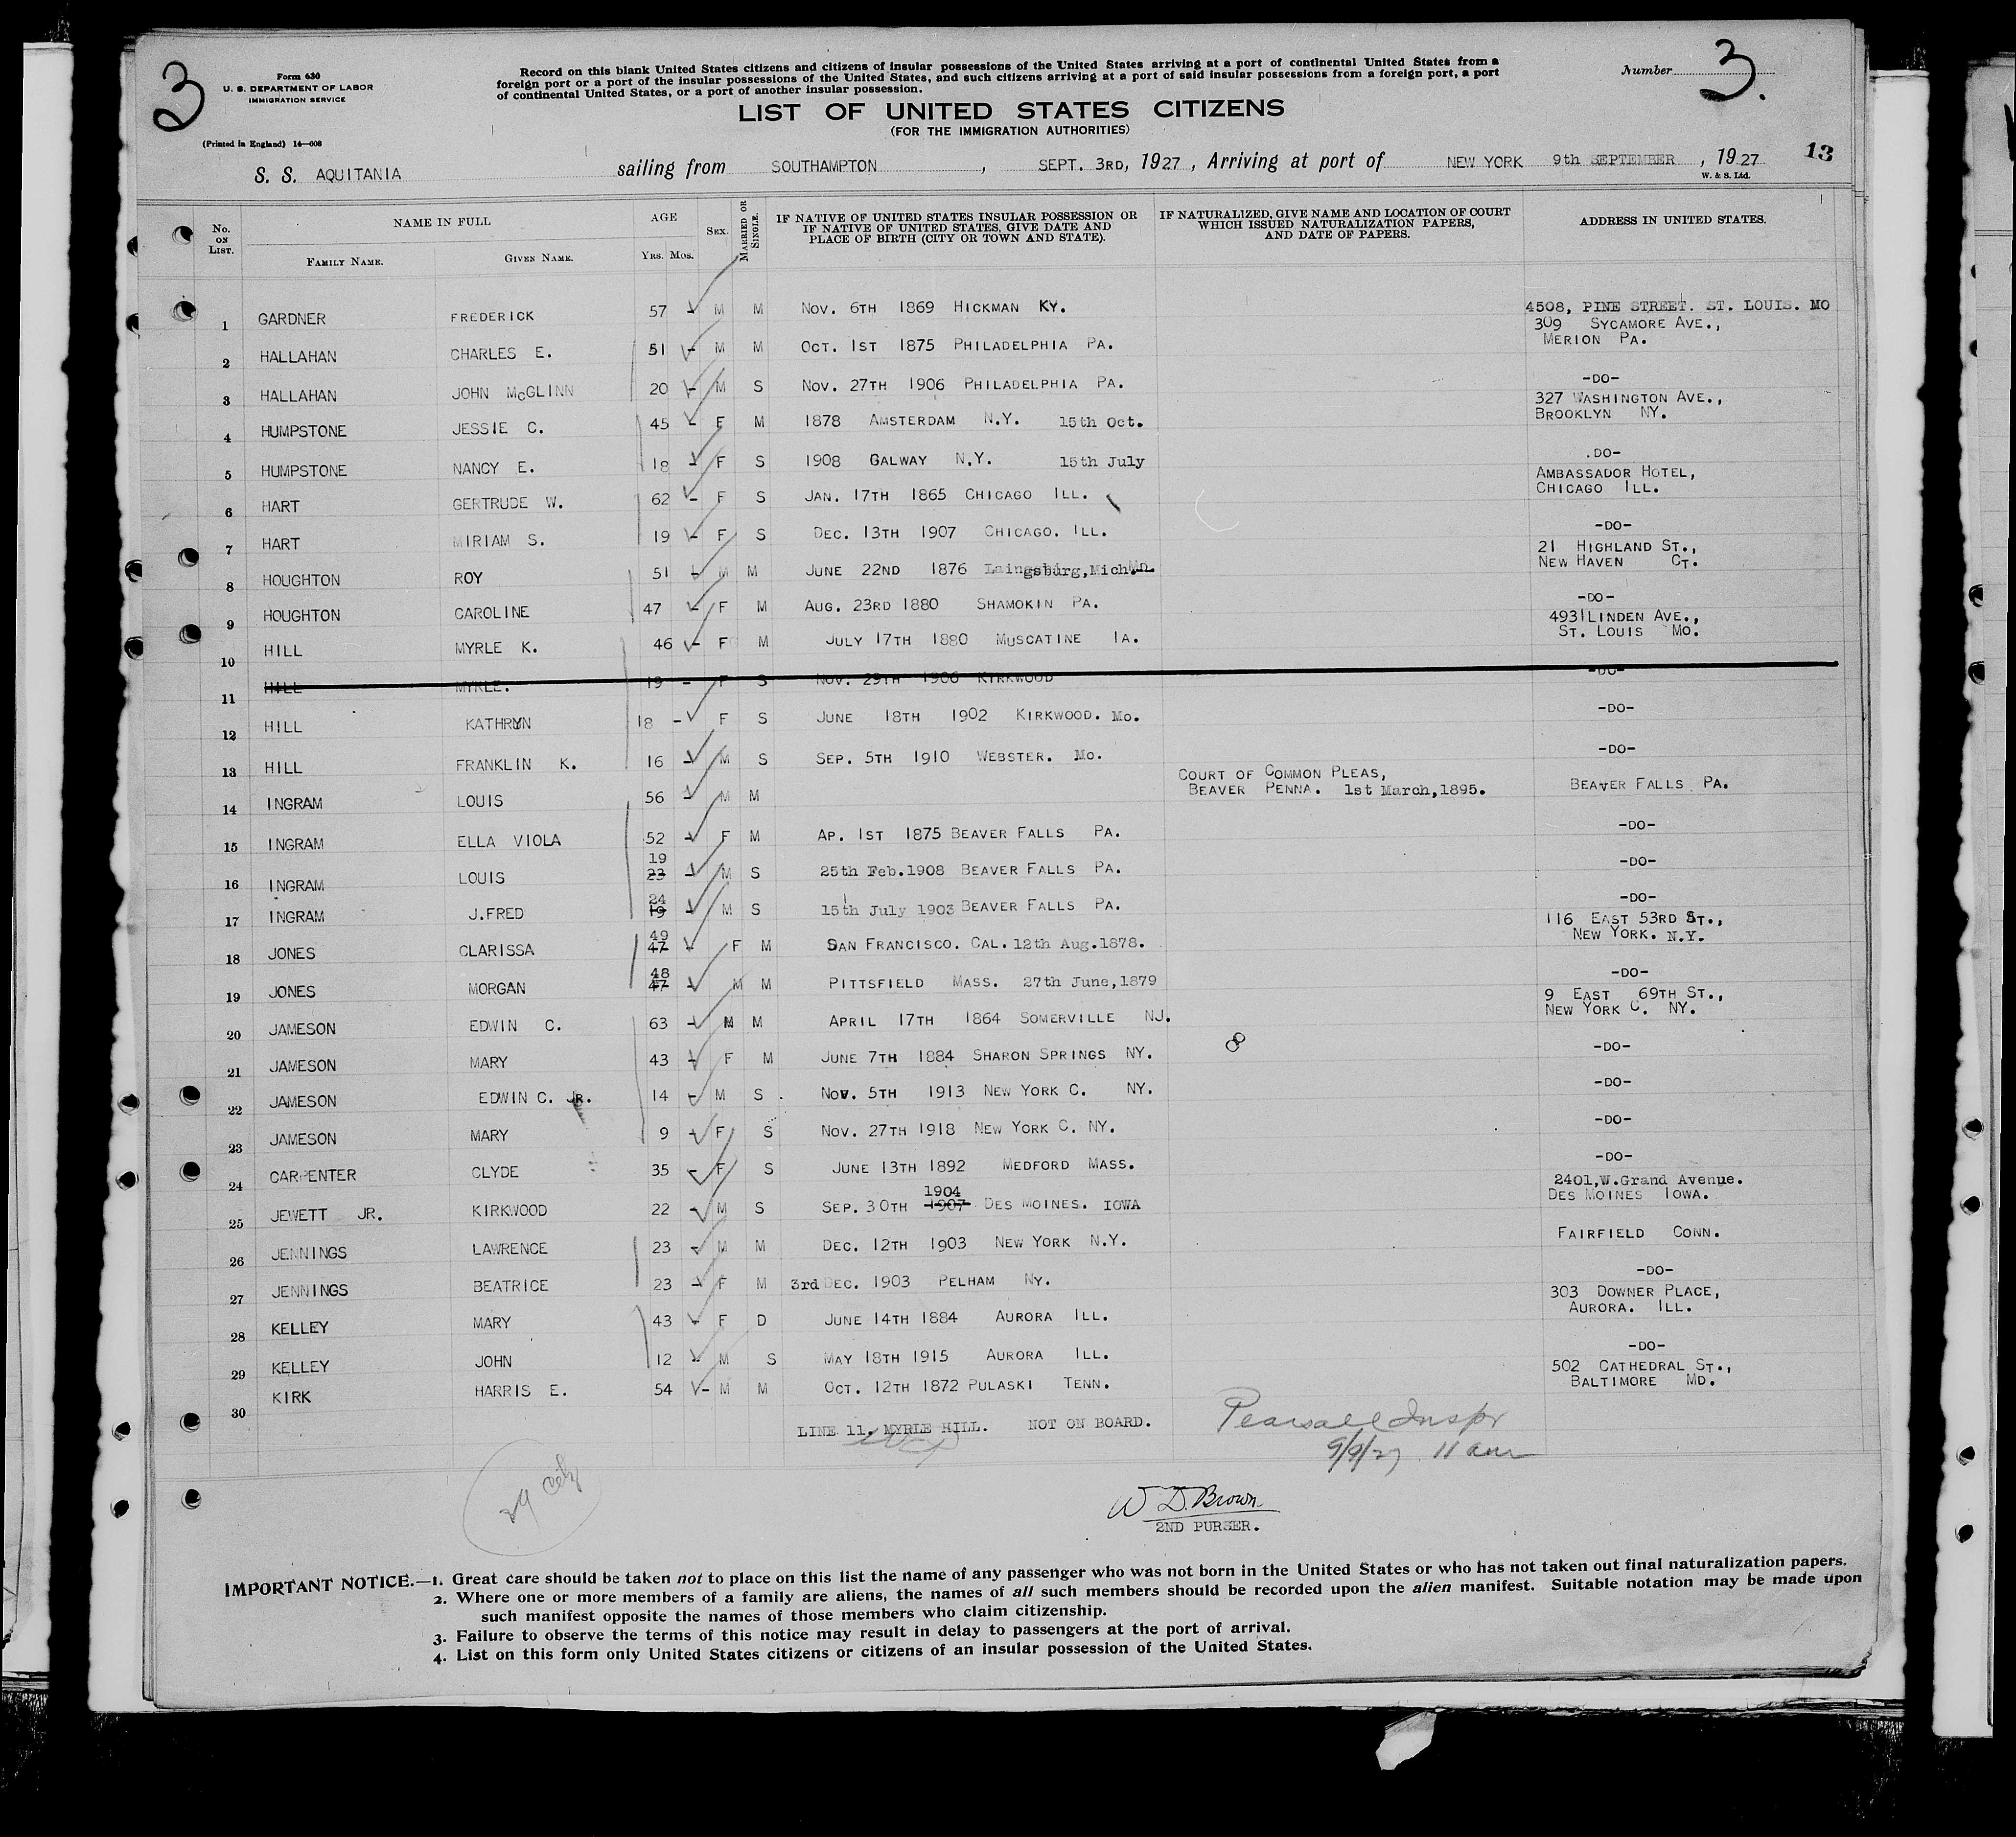 3
Form 630
U. S. DEPARTMENT OF LABOR
IMMIGRATION SERVICE
(Printed in England) 14—608
Record on this blank United States citizens and citizens of insular possessions of the United States arriving at a port of continental United States from a
foreign port or a port of the insular possessions of the United States, and such citizens arriving at a port of said insular possessions from a foreign port, a port
of continental United States, or a port of another insular possession.
Number 3.
LIST OF UNITED STATES CITIZENS
(FOR THE IMMIGRATION AUTHORITIES)
S. S. AQUITANIA sailing from SOUTHAMPTON, SEPT. 3RD, 1927, Arriving at port of NEW YORK 9th SEPTEMBER, 1927 13
W. & S. Ltd.
No. ON LIST. NAME IN FULL AGE SEX. MARRIED OR SINGLE. IF NATIVE OF UNITED STATES INSULAR POSSESSION OR IF NATIVE OF UNITED STATES, GIVE DATE AND PLACE OF BIRTH (CITY OR TOWN AND STATE). IF NATURALIZED, GIVE NAME AND LOCATION OF COURT WHICH ISSUED NATURALIZATION PAPERS, AND DATE OF PAPERS. ADDRESS IN UNITED STATES.
FAMILY NAME. GIVEN NAME. YRS. MOS.
1 GARDNER FREDERICK 57 M M NOV. 6TH 1869 HICKMAN KY. 4508, PINE STREET. ST. LOUIS. MO
2 HALLAHAN CHARLES E. 51 - M M OCT. 1ST 1875 PHILADELPHIA PA. 309 SYCAMORE AVE., MERION PA.
3 HALLAHAN JOHN McGLINN 20 - M S NOV. 27TH 1906 PHILADELPHIA PA. -DO-
4 HUMPSTONE JESSIE C. 45 - F M 1878 AMSTERDAM N.Y. 15th Oct. 327 WASHINGTON AVE., BROOKLYN NY.
5 HUMPSTONE NANCY E. 18 - F S 1908 GALWAY N.Y. 15th July .DO-
6 HART GERTRUDE W. 62 - F S JAN. 17TH 1865 CHICAGO ILL. AMBASSADOR HOTEL, CHICAGO ILL.
7 HART MIRIAM S. 19 - F S DEC. 13TH 1907 CHICAGO. ILL. -DO-
8 HOUGHTON ROY 51 - M M JUNE 22ND 1876 Laingsburg, Mich. 21 HIGHLAND ST., NEW HAVEN CT.
9 HOUGHTON CAROLINE 47 - F M AUG. 23RD 1880 SHAMOKIN PA. -DO-
10 HILL MYRLE K. 46 - F M JULY 17TH 1880 MUSCATINE IA. 4931 LINDEN AVE., ST. LOUIS MO.
11 HILL MYRLE. 19 - F S NOV. 29TH 1906 KIRKWOOD -DO-
12 HILL KATHRYN 18 - F S JUNE 18TH 1902 KIRKWOOD. MO. -DO-
13 HILL FRANKLIN K. 16 - M S SEP. 5TH 1910 WEBSTER. MO. -DO-
14 INGRAM LOUIS 56 - M M COURT OF COMMON PLEAS, BEAVER PENNA. 1st March, 1895. BEAVER FALLS PA.
15 INGRAM ELLA VIOLA 52 - F M AP. 1ST 1875 BEAVER FALLS PA. -DO-
16 INGRAM LOUIS 19 23 - M S 25th Feb. 1908 BEAVER FALLS PA. -DO-
17 INGRAM J. FRED 24 19 - M S 15th July 1903 BEAVER FALLS PA. -DO-
18 JONES CLARISSA 49 47 - F M SAN FRANCISCO. CAL. 12th Aug. 1878. 116 EAST 53RD ST., NEW YORK. N.Y.
19 JONES MORGAN 48 47 - M M PITTSFIELD MASS. 27th June, 1879 -DO-
20 JAMESON EDWIN C. 63 - M M APRIL 17TH 1864 SOMERVILLE NJ. 9 EAST 69TH ST., NEW YORK C. NY.
21 JAMESON MARY 43 - F M JUNE 7TH 1884 SHARON SPRINGS NY. 8 -DO-
22 JAMESON EDWIN C. JR. 14 - M S NOV. 5TH 1913 NEW YORK C. NY. -DO-
23 JAMESON MARY 9 - F S NOV. 27TH 1918 NEW YORK C. NY. -DO-
24 CARPENTER CLYDE 35 - F S JUNE 13TH 1892 MEDFORD MASS. -DO-
25 JEWETT JR. KIRKWOOD 22 - M S SEP. 30TH 1904 1907 DES MOINES. IOWA 2401, W. Grand Avenue. DES MOINES IOWA.
26 JENNINGS LAWRENCE 23 - M M DEC. 12TH 1903 NEW YORK N.Y. FAIRFIELD CONN.
27 JENNINGS BEATRICE 23 - F M 3rd DEC. 1903 PELHAM NY. -DO-
28 KELLEY MARY 43 - F D JUNE 14TH 1884 AURORA ILL. 303 DOWNER PLACE, AURORA. ILL.
29 KELLEY JOHN 12 - M S MAY 18TH 1915 AURORA ILL. -DO-
30 KIRK HARRIS E. 54 - M M OCT. 12TH 1872 PULASKI TENN. 502 CATHEDRAL ST., BALTIMORE MD.
LINE 11. MYRLE HILL. NOT ON BOARD.
Pearsall Inspr
9/9/27 11 am
29
W D. Brown
2ND PURSER.
IMPORTANT NOTICE.—1. Great care should be taken not to place on this list the name of any passenger who was not born in the United States or who has not taken out final naturalization papers.
2. Where one or more members of a family are aliens, the names of all such members should be recorded upon the alien manifest. Suitable notation may be made upon
such manifest opposite the names of those members who claim citizenship.
3. Failure to observe the terms of this notice may result in delay to passengers at the port of arrival.
4. List on this form only United States citizens or citizens of an insular possession of the United States.